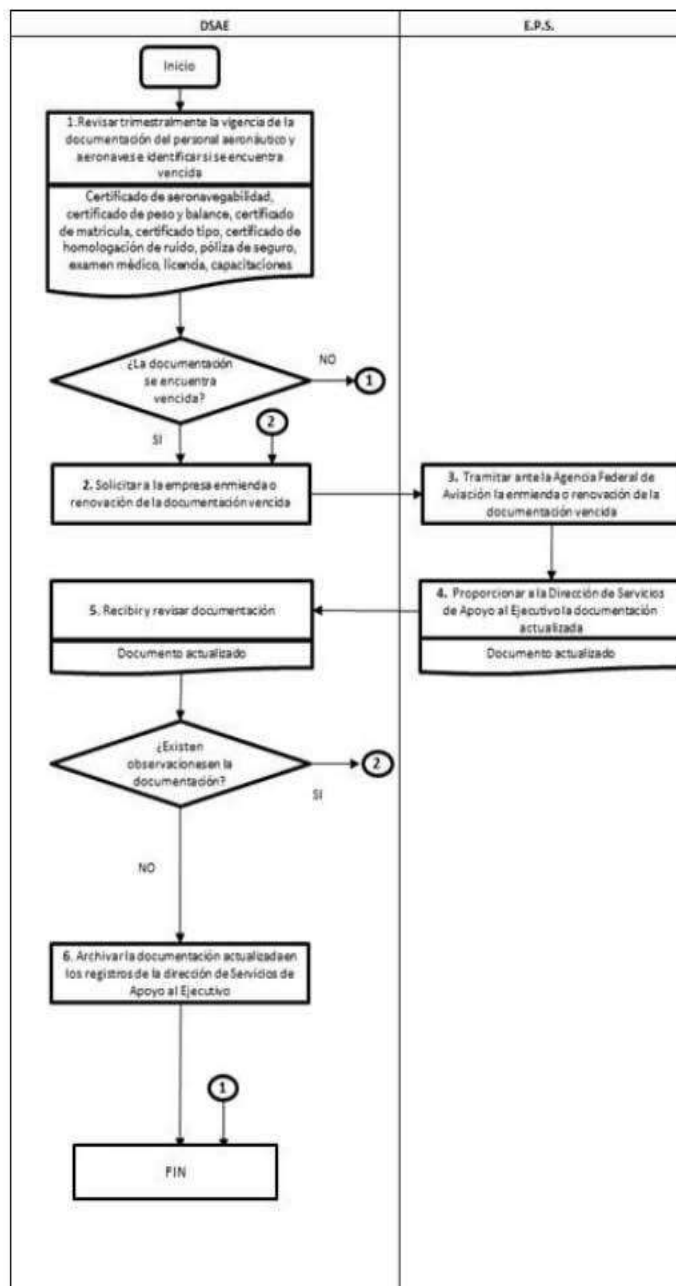 DSAE
E.P.S.
Inicio
1.Revisar trimestralmente la vigencia de la
documentación del personal aeronáutico y
aeronaves e identificar si se encuentra
vencida
Certificado de aeronavegabilidad,
certificado de peso y balance, certificado
de matricula, certificado tipo, certificado de
homologación de ruido, póliza de seguro,
examen médico, licencia, capacitaciones
¿La documentación
se encuentra
vencida?
NO
1
SI
2
2. Solicitar a la empresa enmienda o
renovación de la documentación vencida
3. Tramitar ante la Agencia Federal de
Aviación la enmienda o renovación de la
documentación vencida
4. Proporcionar a la Dirección de Servicios
de Apoyo al Ejecutivo la documentación
actualizada
Documento actualizado
5. Recibir y revisar documentación
Documento actualizado
¿Existen
observacionesen la
documentación?
2
SI
NO
6. Archivar la documentación actualizada en
los registros de la dirección de Servicios de
Apoyo al Ejecutivo
1
FIN